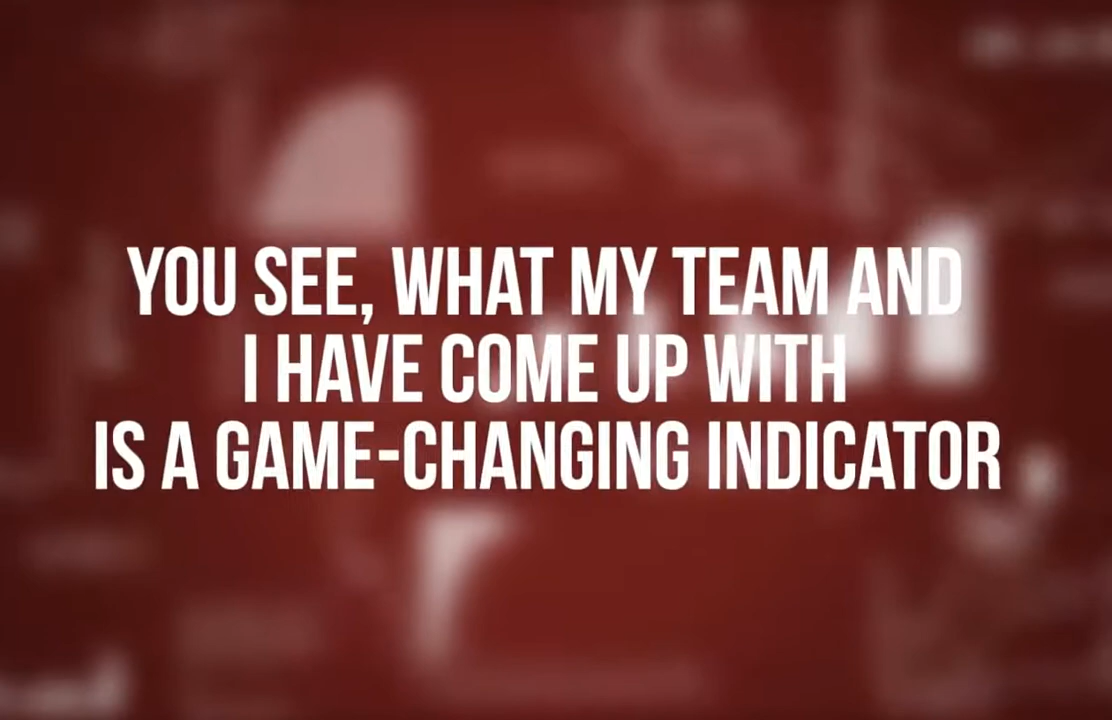 YOU SEE, WHAT MY TEAM AND
I HAVE COME UP WITH
IS A GAME-CHANGING INDICATOR